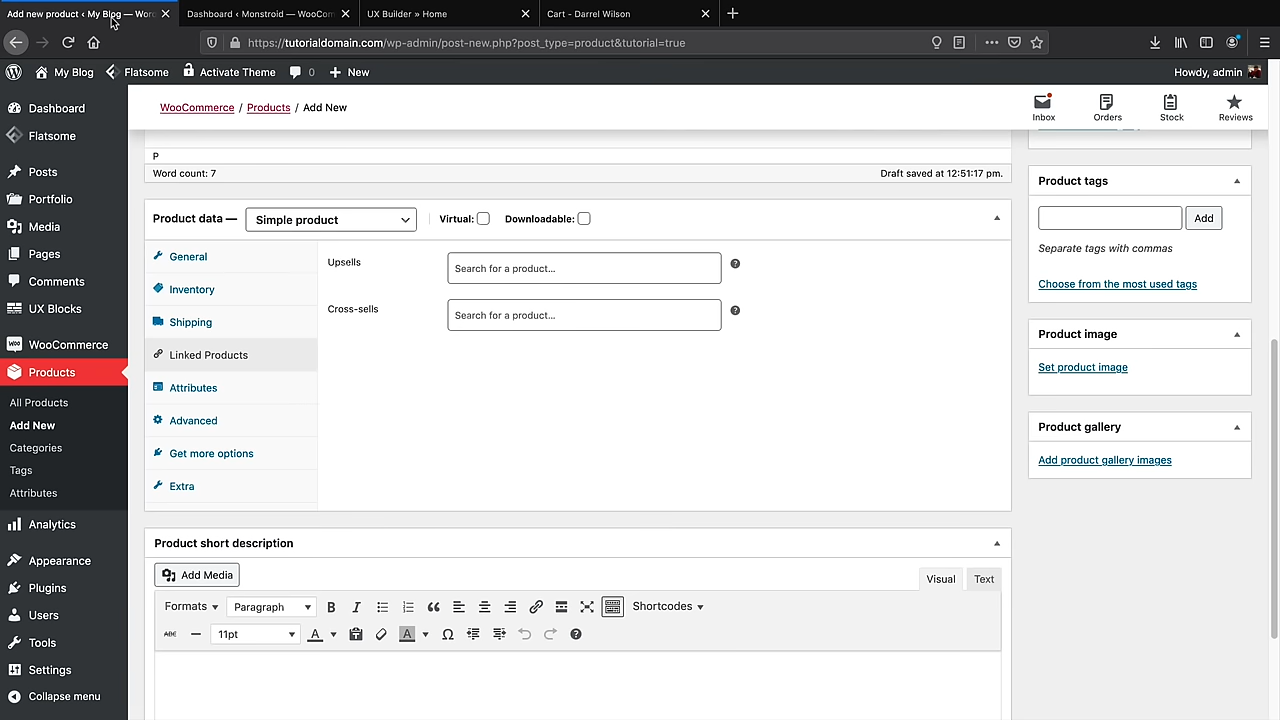 Add new product ‹ My Blog — Wor
Dashboard ‹ Monstroid — WooCom
UX Builder » Home
Cart - Darrel Wilson
https://tutorialdomain.com/wp-admin/post-new.php?post_type=product&tutorial=true
My Blog
Flatsome
Activate Theme
0
New
Howdy, admin
Dashboard
Flatsome
Posts
Portfolio
Media
Pages
Comments
UX Blocks
WooCommerce
Products
All Products
Add New
Categories
Tags
Attributes
Analytics
Appearance
Plugins
Users
Tools
Settings
Collapse menu
WooCommerce / Products / Add New
Inbox
Orders
Stock
Reviews
P
Word count: 7
Draft saved at 12:51:17 pm.
Product data —
Simple product
Virtual:
Downloadable:
General
Inventory
Shipping
Linked Products
Attributes
Advanced
Get more options
Extra
Upsells
Search for a product…
Cross-sells
Search for a product…
Product short description
Add Media
Visual
Text
Formats
Paragraph
Shortcodes
11pt
Product tags
Add
Separate tags with commas
Choose from the most used tags
Product image
Set product image
Product gallery
Add product gallery images